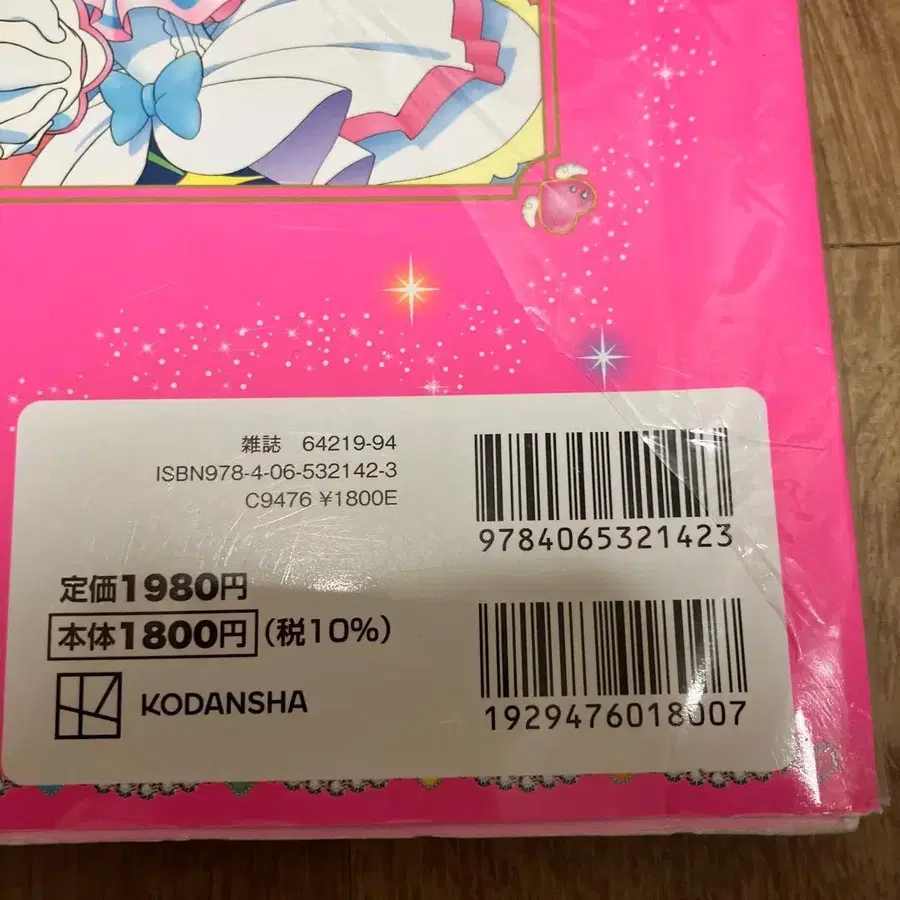 雑誌 64219-94
ISBN978-4-06-532142-3
C9476 ¥1800E
9784065321423
定価1980円
本体1800円(税10%)
KODANSHA
1929476018007